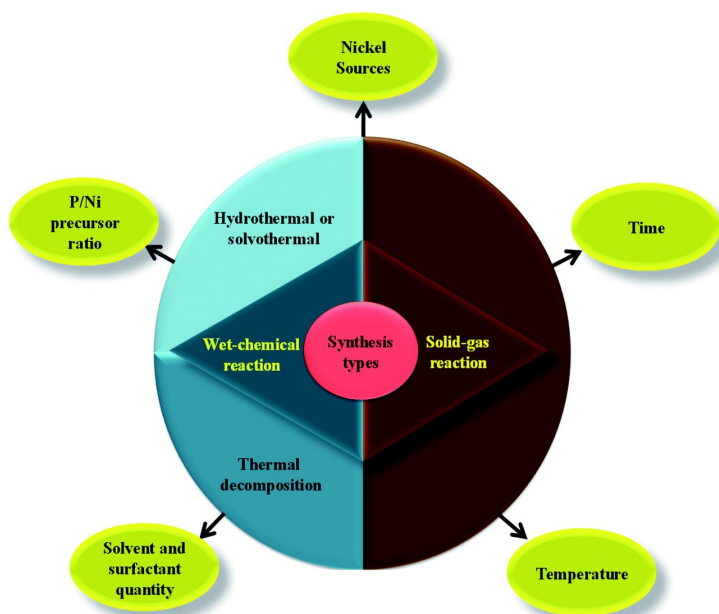 Nickel
Sources
P/Ni
precursor
ratio
Hydrothermal or
solvothermal
Time
Wet-chemical
reaction
Synthesis
types
Solid-gas
reaction
Thermal
decomposition
Solvent and
surfactant
quantity
Temperature